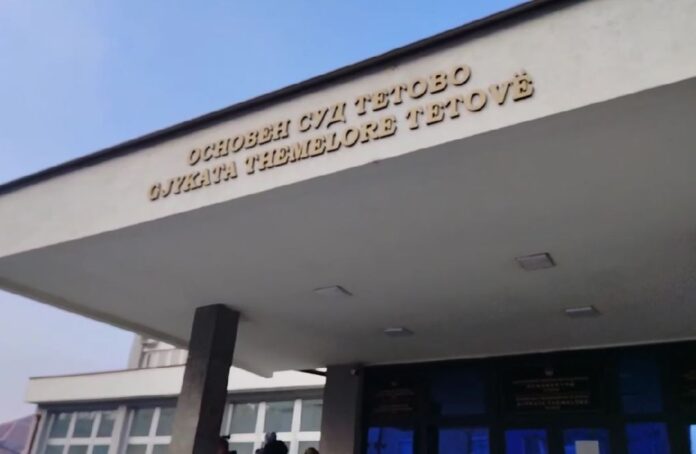 ОСНОВЕН СУД ТЕТОВО
GJYKATA THEMELORE TETOVË